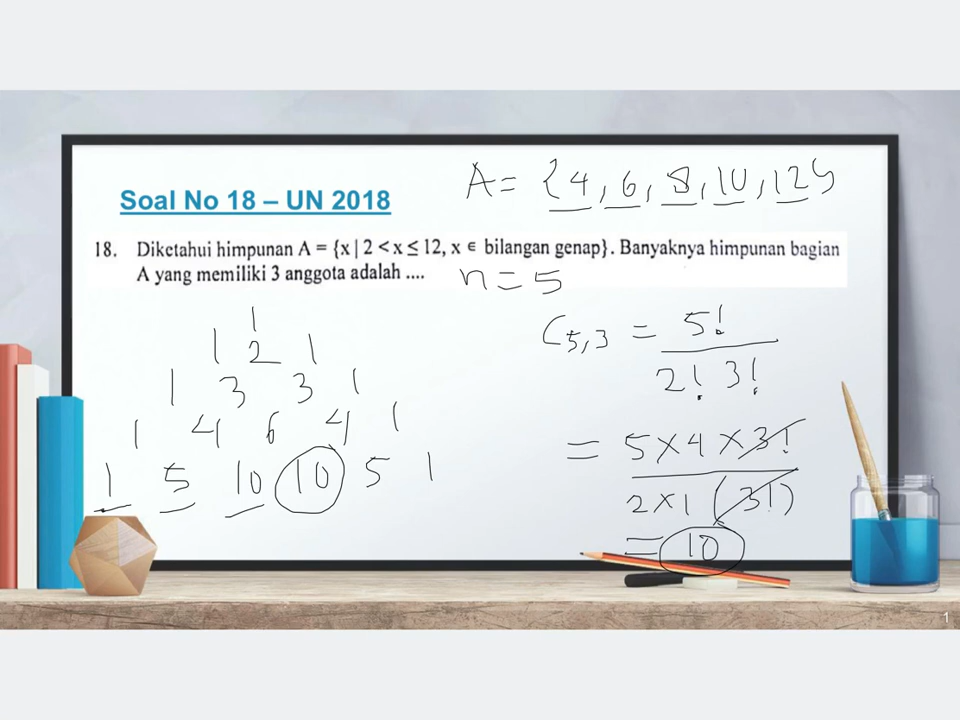 Soal No 18 – UN 2018
A = {4, 6, 8, 10, 12}
18. Diketahui himpunan A = {x | 2 < x ≤ 12, x ∈ bilangan genap}. Banyaknya himpunan bagian
A yang memiliki 3 anggota adalah ....
n = 5
1
1 2 1
1 3 3 1
1 4 6 4 1
1 5 10 10 5 1
C5,3 = 5!
2! 3!
= 5 x 4 x 3!
2 x 1 (3!)
= 10
1